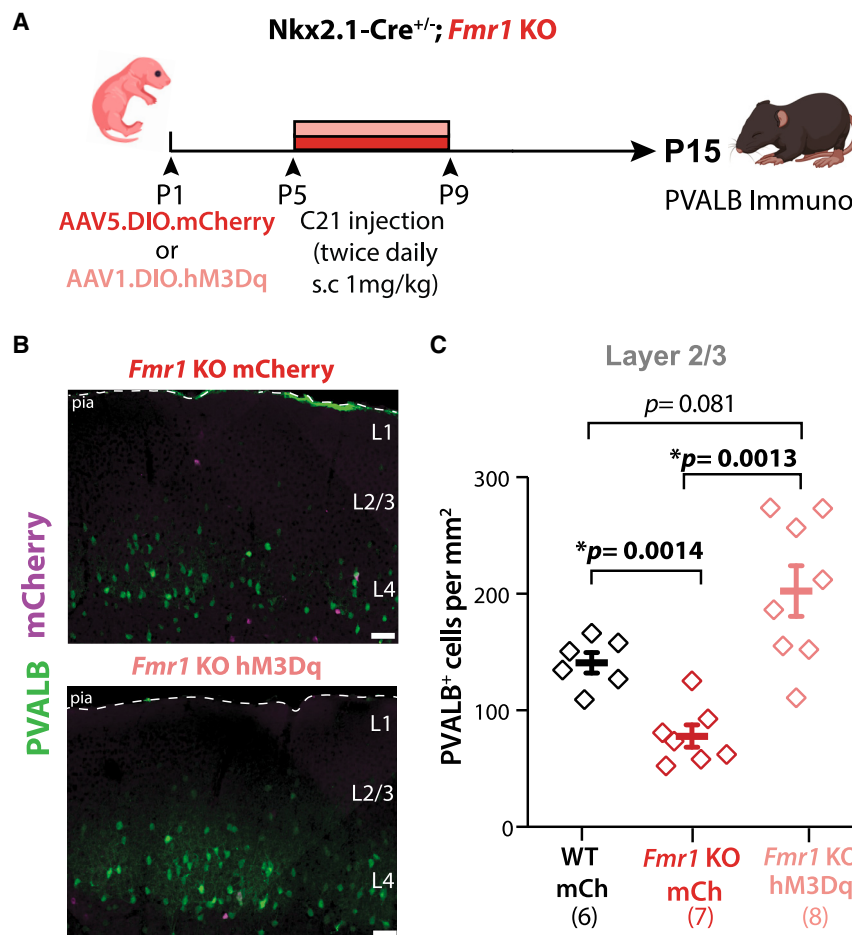 A
Nkx2.1-Cre+/-; Fmr1 KO
P1
P5
P9
P15
AAV5.DIO.mCherry
or
AAV1.DIO.hM3Dq
C21 injection
(twice daily
s.c 1mg/kg)
PVALB Immuno
B
Fmr1 KO mCherry
pia
L1
L2/3
L4
PVALB mCherry
Fmr1 KO hM3Dq
pia
L1
L2/3
L4
C
Layer 2/3
p= 0.081
*p= 0.0013
*p= 0.0014
PVALB+ cells per mm2
300
200
100
0
WT
mCh
(6)
Fmr1 KO
mCh
(7)
Fmr1 KO
hM3Dq
(8)